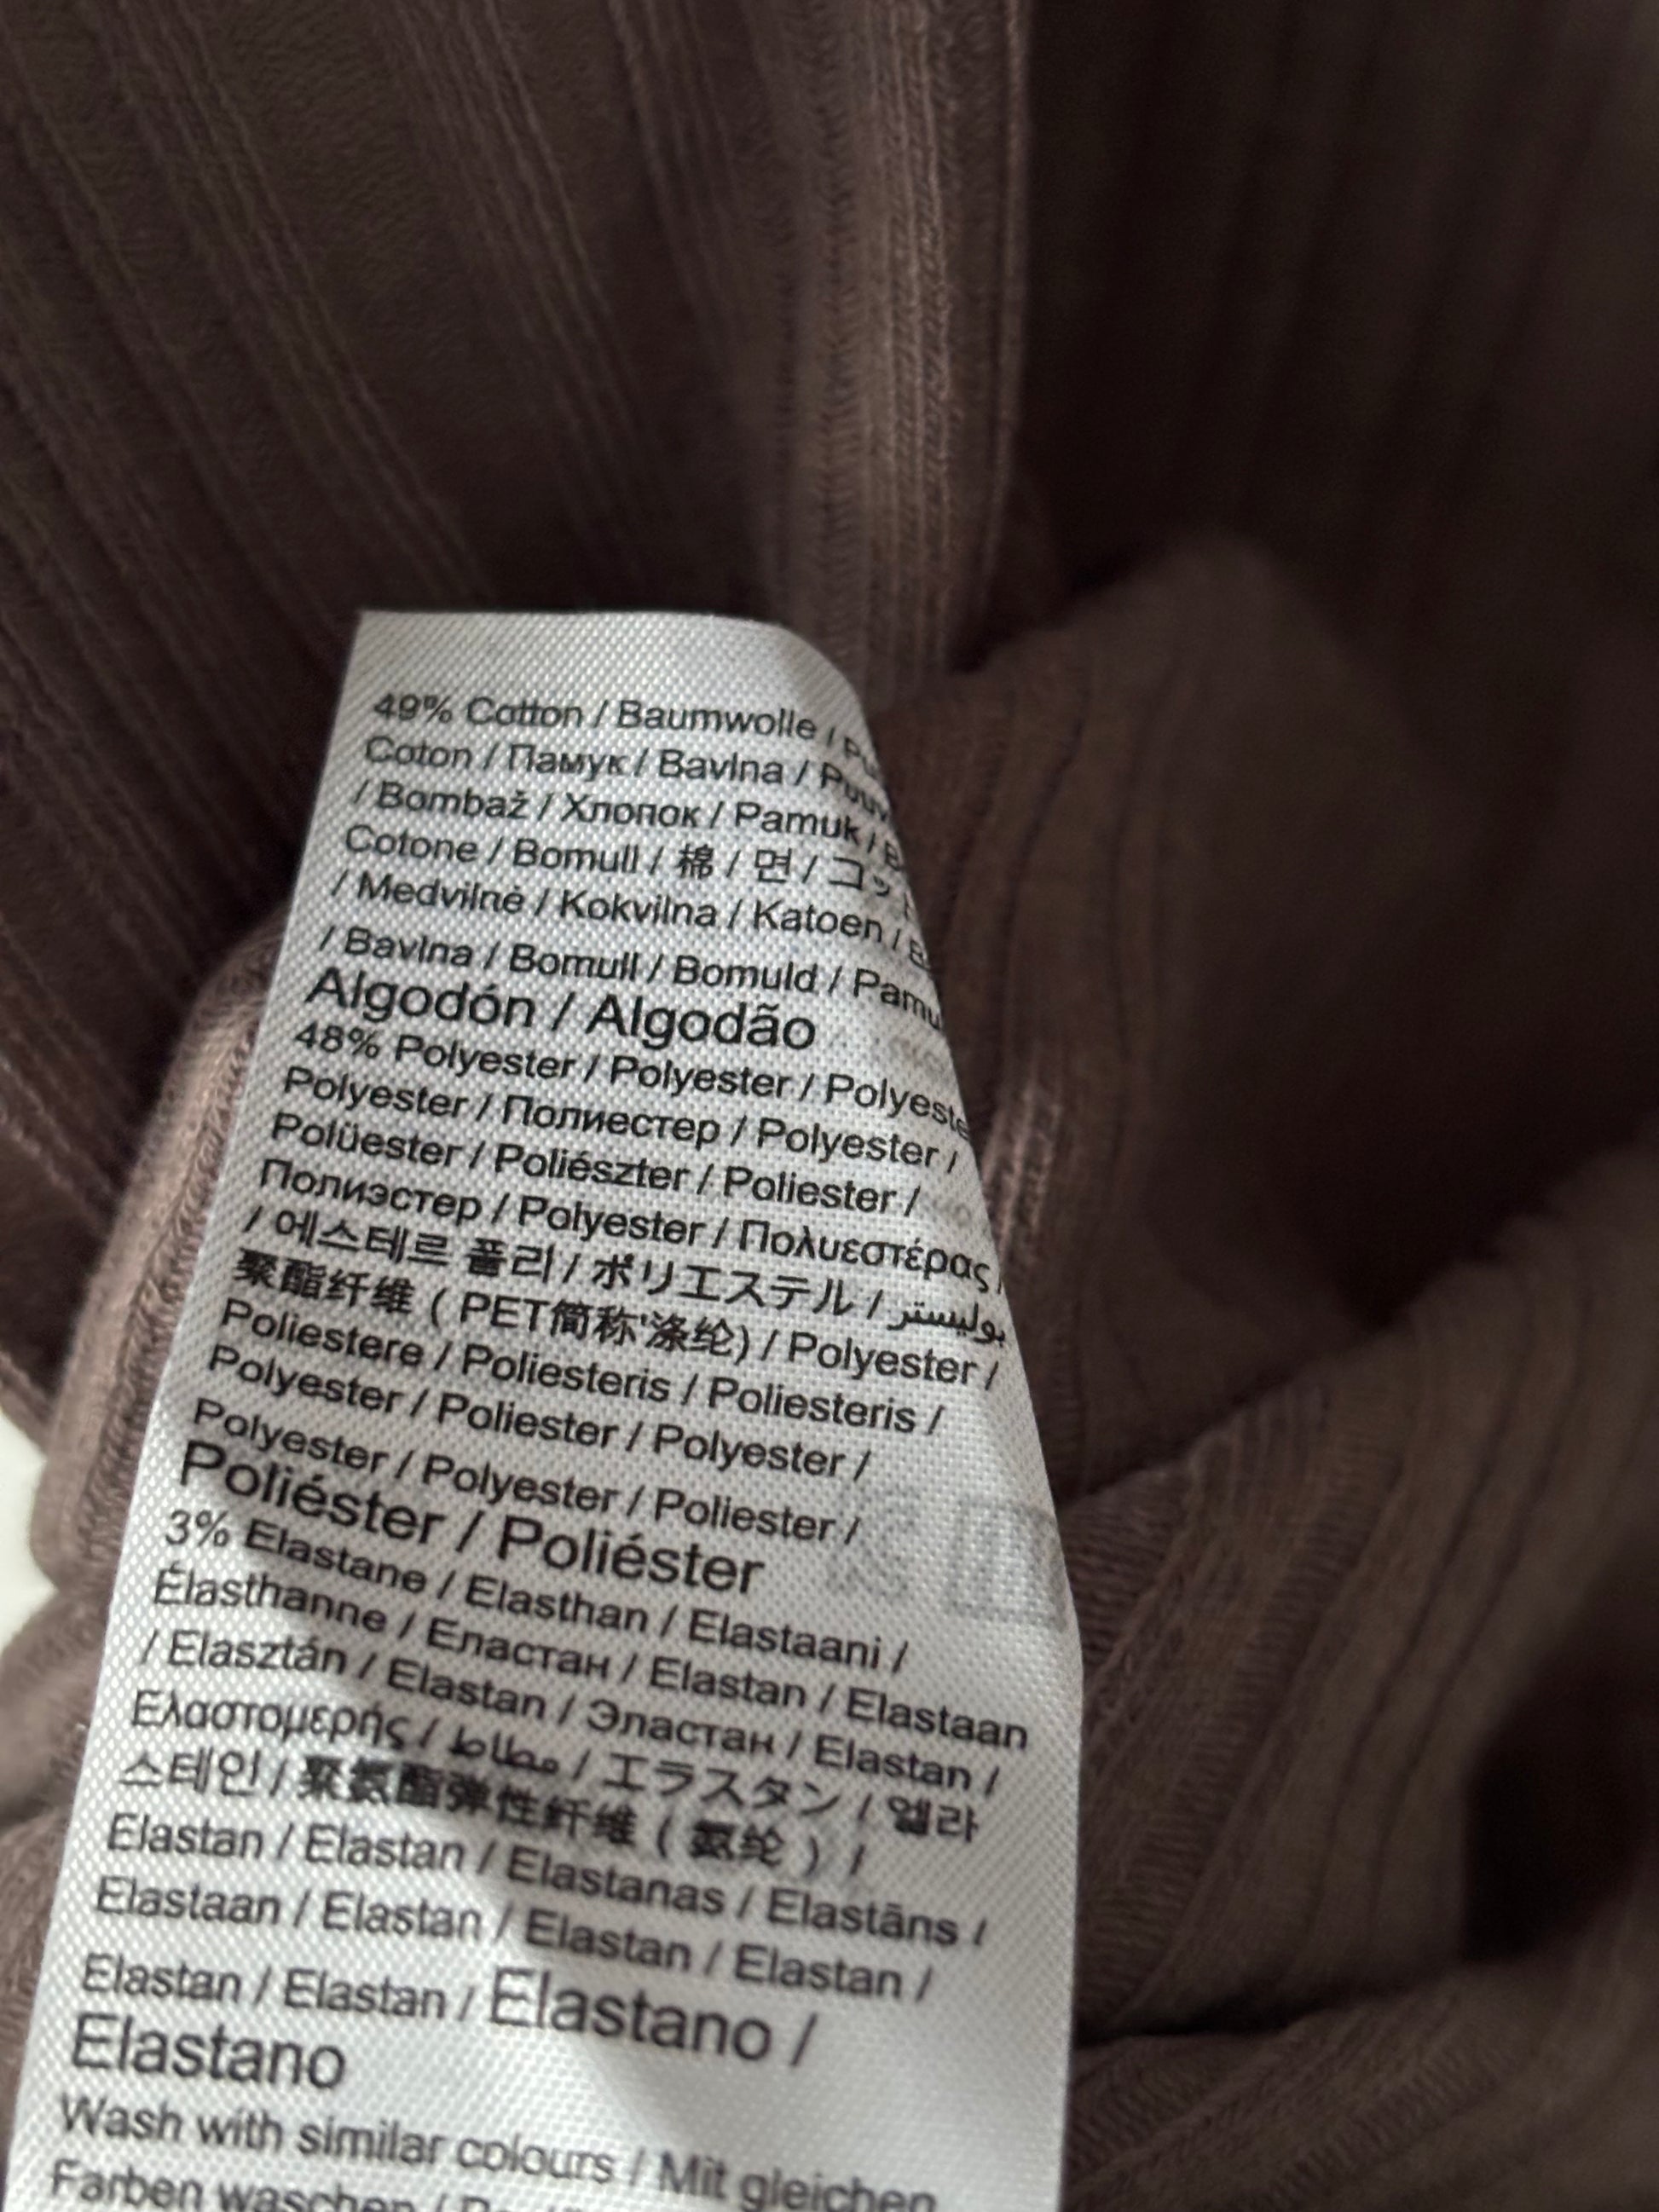 49% Cotton / Baumwolle /
Coton / Памук / Bavlna /
/ Bombaž / Хлопок / Pamuk /
Cotone / Bomull / 棉 / 면 /
/ Medvilnė / Kokvilna / Katoen /
/ Bavlna / Bomull / Bomuld /
Algodón / Algodão
48% Polyester / Polyester /
Polyester / Полиестер / Polyester /
Polüester / Poliészter / Poliester /
Полиэстер / Polyester / Πολυεστέρας /
/ 에스테르 폴리 / ポリエステル / بوليستر
聚酯纤维 ( PET简称'涤纶) / Polyester /
Poliestere / Poliesteris / Poliesteris /
Polyester / Poliester / Polyester /
Polyester / Polyester / Poliester /
Poliéster / Poliéster
3% Elastane / Elasthan / Elastaani /
Élasthanne / Еластан / Elastan / Elastaan
/ Elasztán / Elastan / Эластан / Elastan /
Ελαστομερής / مطاط / エラスタン / 엘라
스테인 / 聚氨酯弹性纤维 ( 氨纶 ) /
Elastan / Elastan / Elastanas / Elastāns /
Elastaan / Elastan / Elastan / Elastan /
Elastan / Elastan / Elastano /
Elastano
Wash with similar colours / Mit gleichen
Farben waschen /